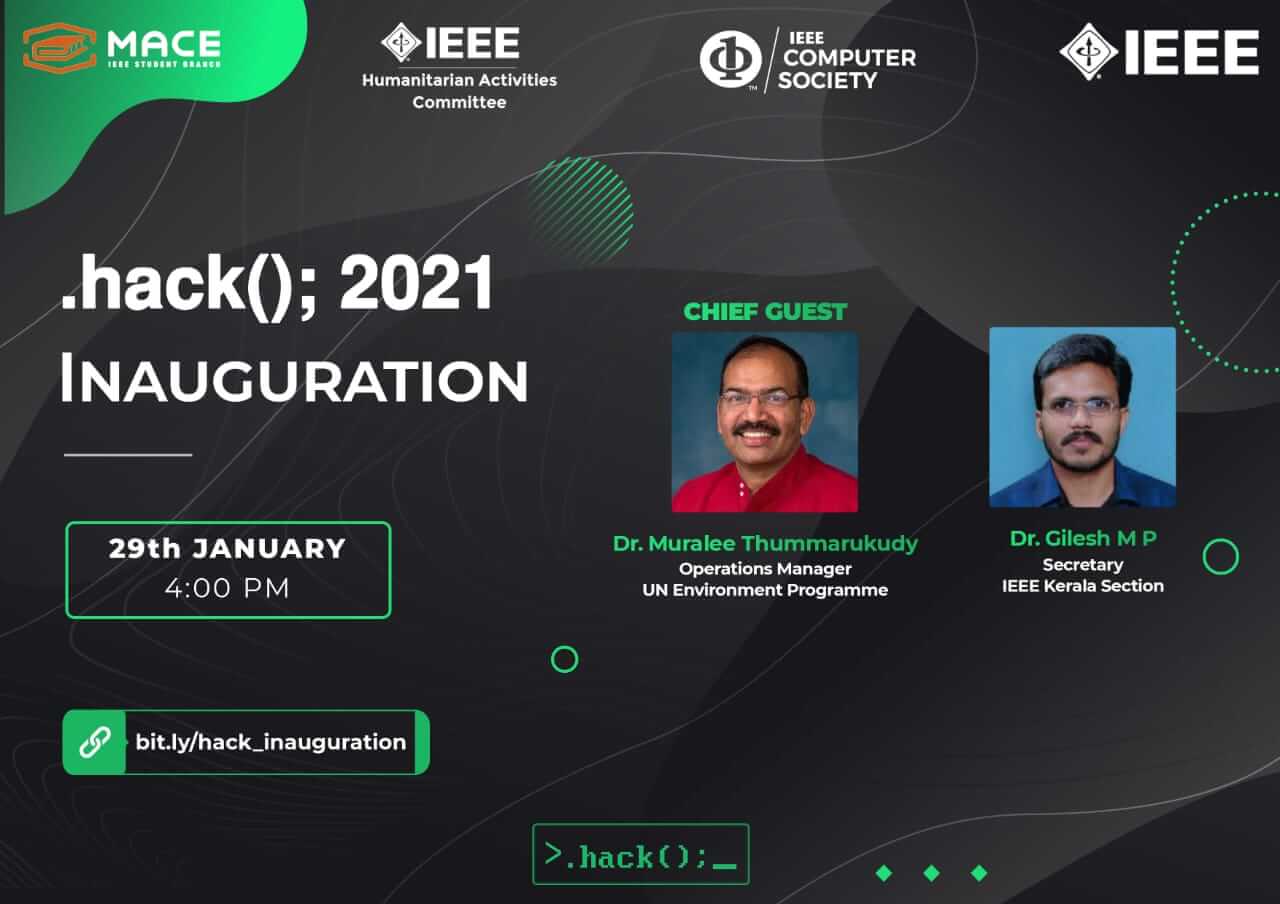 MACE
IEEE STUDENT BRANCH
IEEE
Humanitarian Activities
Committee
IEEE
COMPUTER
SOCIETY
TM
IEEE
.hack(); 2021
INAUGURATION
29th JANUARY
4:00 PM
bit.ly/hack_inauguration
CHIEF GUEST
Dr. Muralee Thummarukudy
Operations Manager
UN Environment Programme
Dr. Gilesh M P
Secretary
IEEE Kerala Section
>.hack();_